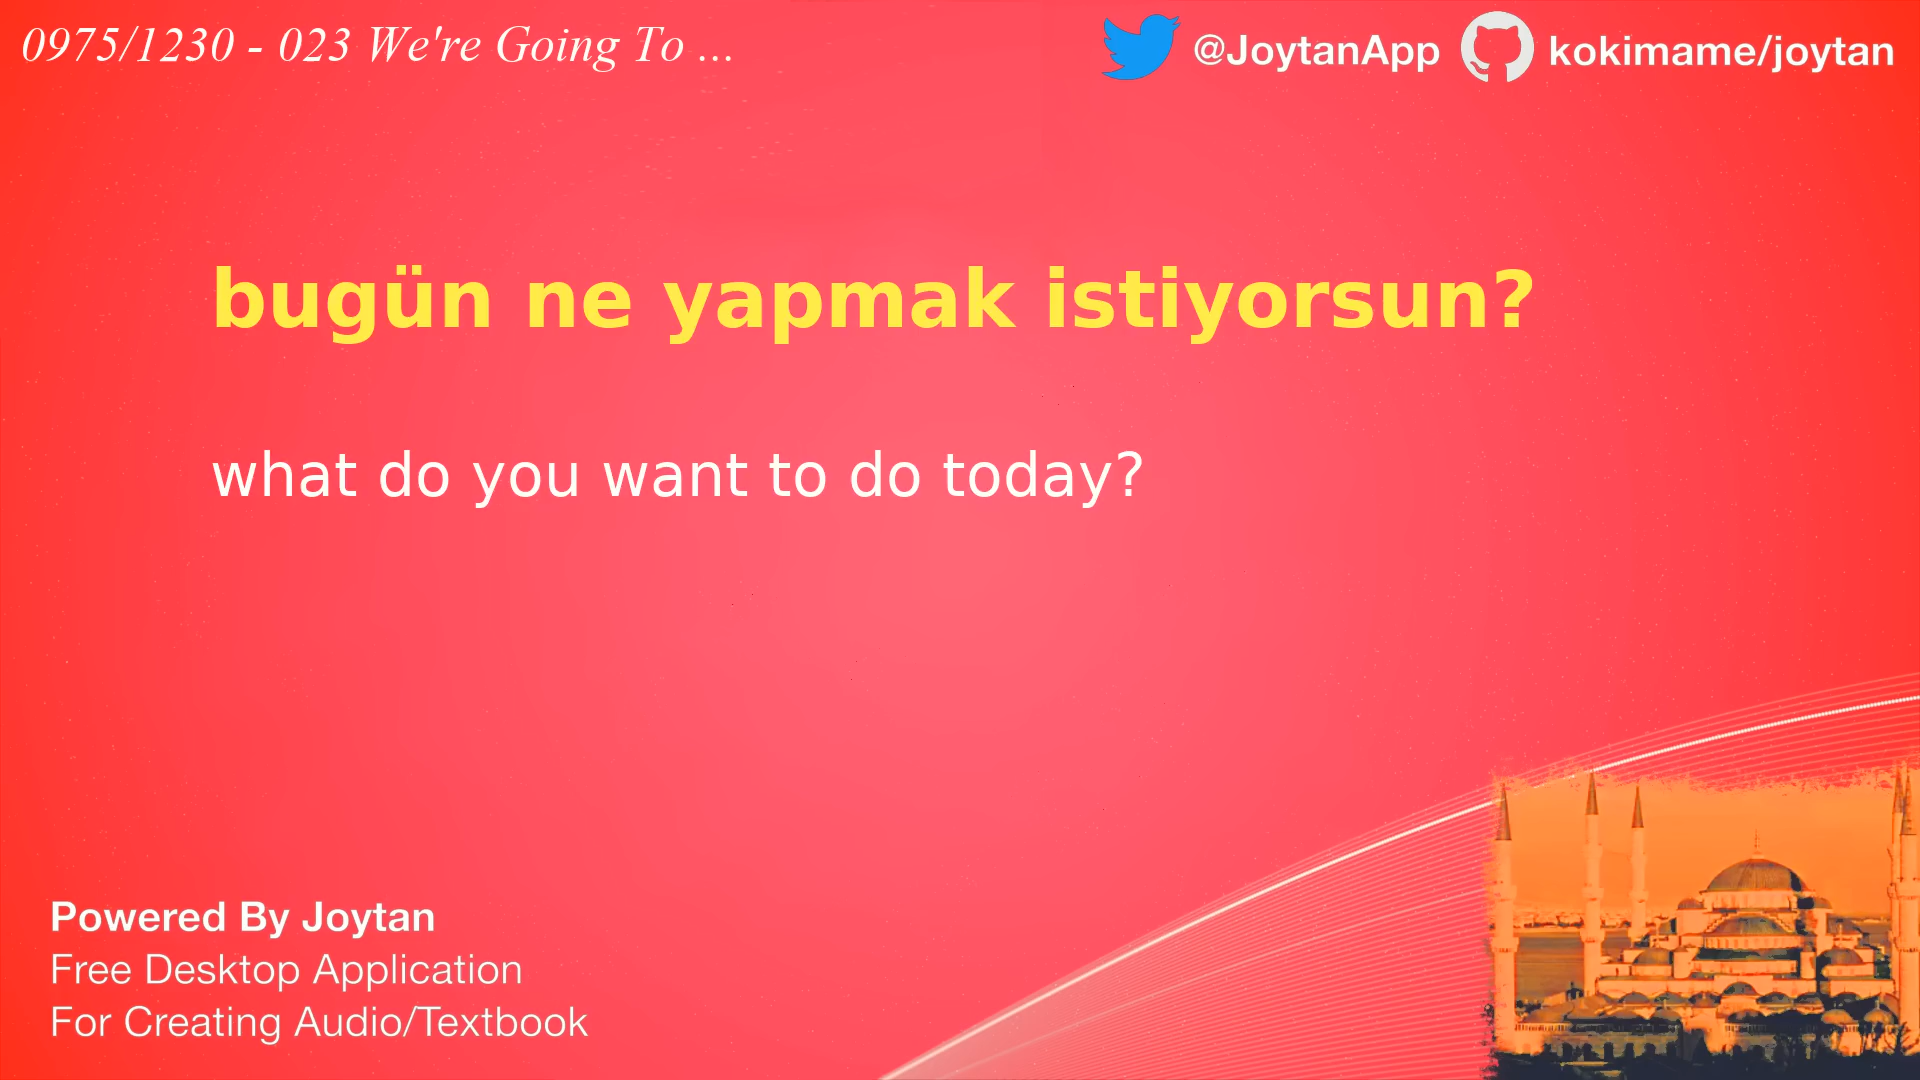 0975/1230 - 023 We're Going To ...
@JoytanApp
kokimame/joytan
bugün ne yapmak istiyorsun?
what do you want to do today?
Powered By Joytan
Free Desktop Application
For Creating Audio/Textbook